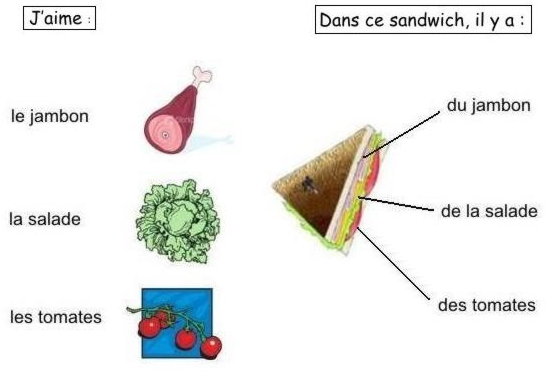 J'aime :
Dans ce sandwich, il y a :
le jambon
du jambon
la salade
de la salade
les tomates
des tomates